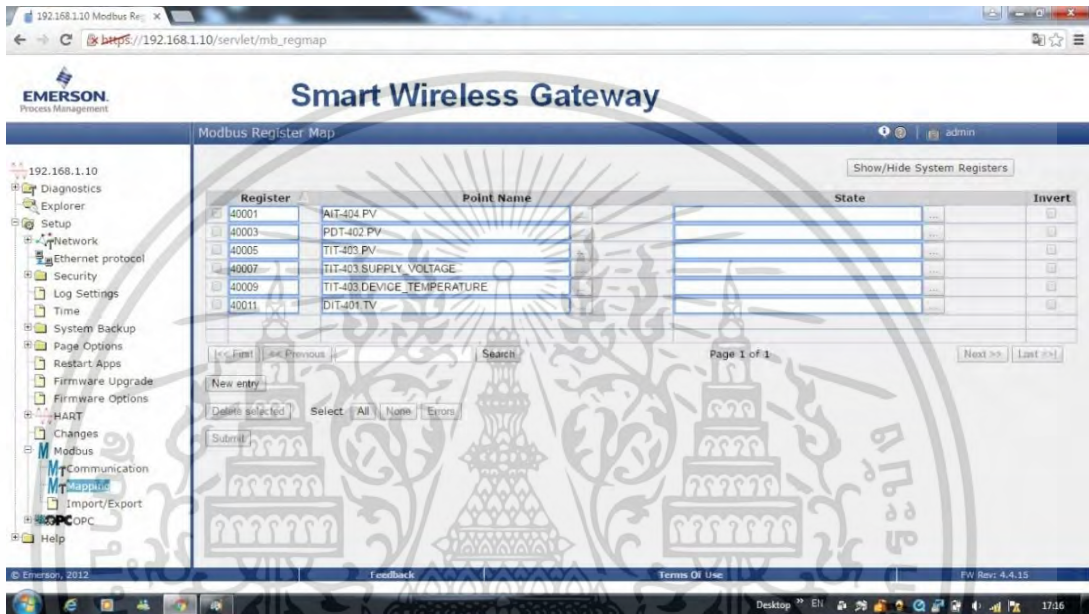 192.168.1.10 Modbus Re
https://192.168.1.10/servlet/mb_regmap
EMERSON.
Process Management
Smart Wireless Gateway
Modbus Register Map
admin
192.168.1.10
Diagnostics
Explorer
Setup
Network
Ethernet protocol
Security
Log Settings
Time
System Backup
Page Options
Restart Apps
Firmware Upgrade
Firmware Options
HART
Changes
Modbus
Communication
Mapping
Import/Export
OPC
Help
Show/Hide System Registers
Register Point Name State Invert
40001 AIT-404.PV ... ...
40003 PDT-402.PV ... ...
40005 TIT-403.PV ... ...
40007 TIT-403.SUPPLY_VOLTAGE ... ...
40009 TIT-403.DEVICE_TEMPERATURE ... ...
40011 DIT-401.TV ... ...
|<< First << Previous Search Page 1 of 1 Next >> Last >>|
New entry
Delete selected Select: All None Errors
Submit
© Emerson, 2012 Feedback Terms Of Use FW Rev: 4.4.15
Desktop » EN 17:16